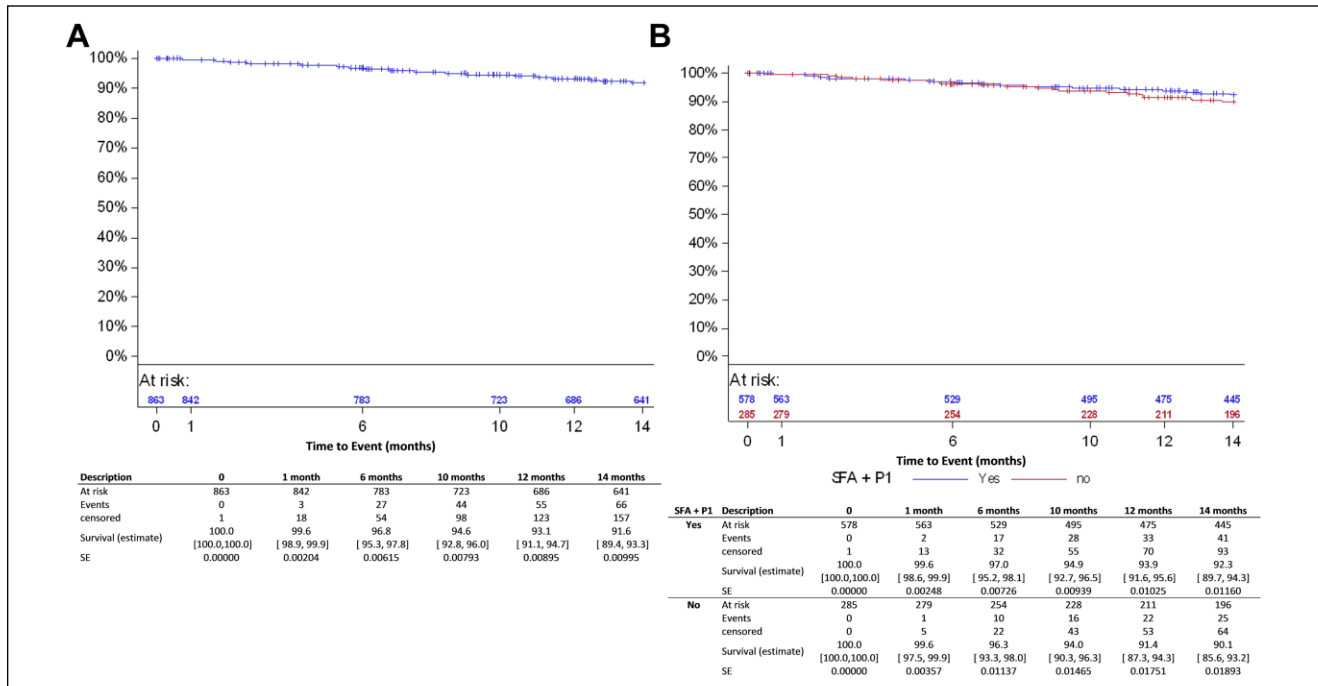 A
100%
90%
80%
70%
60%
50%
40%
30%
20%
10%
0%
At risk:
863 842 783 723 686 641
0 1 6 10 12 14
Time to Event (months)
Description 0 1 month 6 months 10 months 12 months 14 months
At risk 863 842 783 723 686 641
Events 0 3 27 44 55 66
censored 1 18 54 98 123 157
Survival (estimate) 100.0 99.6 96.8 94.6 93.1 91.6
[100.0,100.0] [ 98.9, 99.9] [ 95.3, 97.8] [ 92.8, 96.0] [ 91.1, 94.7] [ 89.4, 93.3]
SE 0.00000 0.00204 0.00615 0.00793 0.00895 0.00995
B
100%
90%
80%
70%
60%
50%
40%
30%
20%
10%
0%
At risk:
578 563 529 495 475 445
285 279 254 228 211 196
0 1 6 10 12 14
Time to Event (months)
SFA + P1 Yes no
SFA + P1 Description 0 1 month 6 months 10 months 12 months 14 months
Yes At risk 578 563 529 495 475 445
Events 0 2 17 28 33 41
censored 1 13 32 55 70 93
Survival (estimate) 100.0 99.6 97.0 94.9 93.9 92.3
[100.0,100.0] [ 98.6, 99.9] [ 95.2, 98.1] [ 92.7, 96.5] [ 91.6, 95.6] [ 89.7, 94.3]
SE 0.00000 0.00248 0.00726 0.00939 0.01025 0.01160
No At risk 285 279 254 228 211 196
Events 0 1 10 16 22 25
censored 0 5 22 43 53 64
Survival (estimate) 100.0 99.6 96.3 94.0 91.4 90.1
[100.0,100.0] [ 97.5, 99.9] [ 93.3, 98.0] [ 90.3, 96.3] [ 87.3, 94.3] [ 85.6, 93.2]
SE 0.00000 0.00357 0.01137 0.01465 0.01751 0.01893